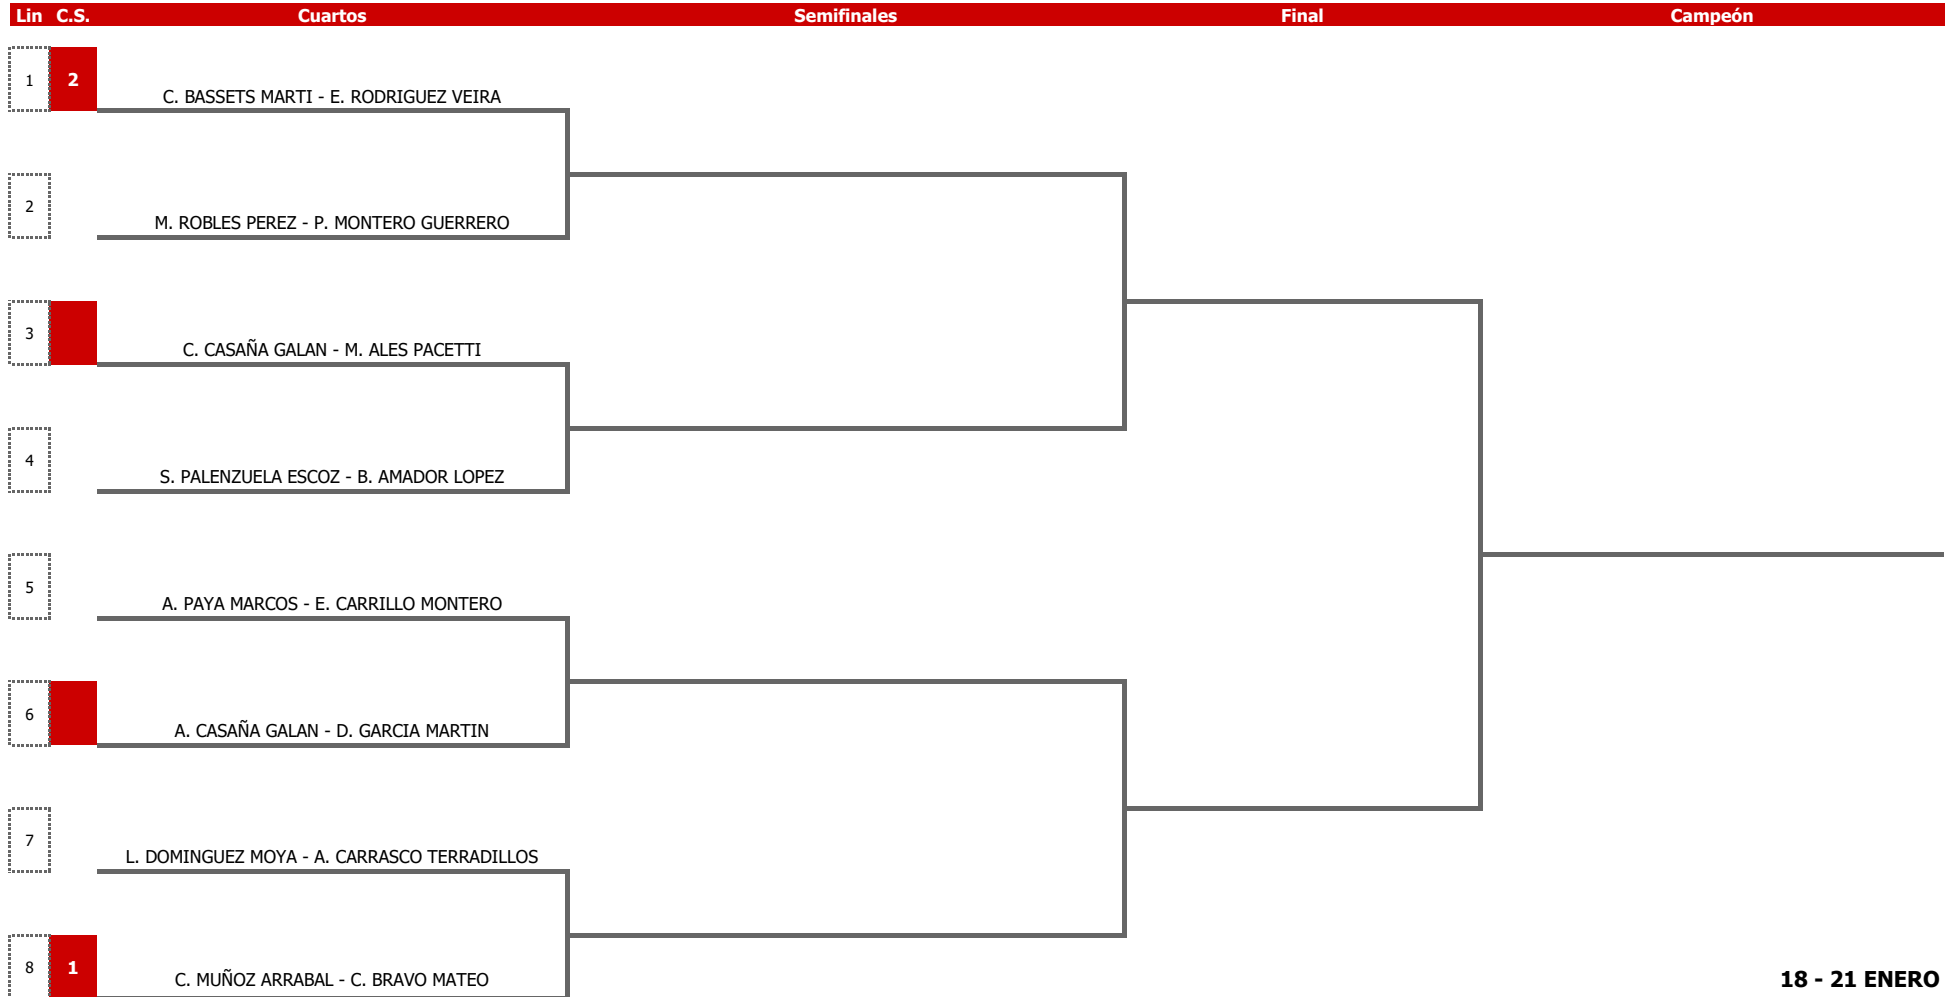 Lin C.S. Cuartos Semifinales Final Campeón
1 2 C. BASSETS MARTI - E. RODRIGUEZ VEIRA
2 M. ROBLES PEREZ - P. MONTERO GUERRERO
3 C. CASAÑA GALAN - M. ALES PACETTI
4 S. PALENZUELA ESCOZ - B. AMADOR LOPEZ
5 A. PAYA MARCOS - E. CARRILLO MONTERO
6 A. CASAÑA GALAN - D. GARCIA MARTIN
7 L. DOMINGUEZ MOYA - A. CARRASCO TERRADILLOS
8 1 C. MUÑOZ ARRABAL - C. BRAVO MATEO
18 - 21 ENERO